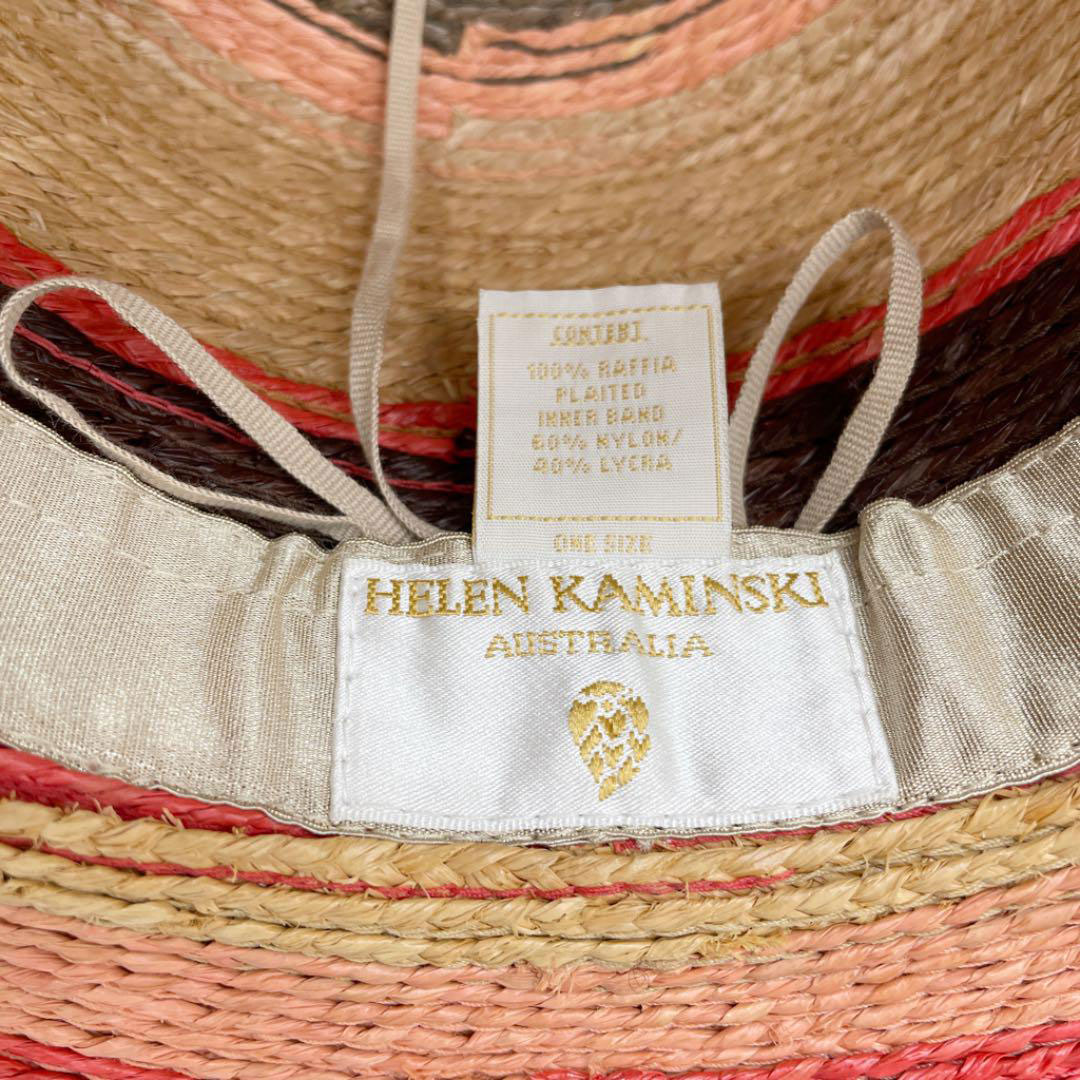 CONTENT
100% RAFFIA
PLAITED
INNER BAND
60% NYLON/
40% LYCRA
ONE SIZE
HELEN KAMINSKI
AUSTRALIA